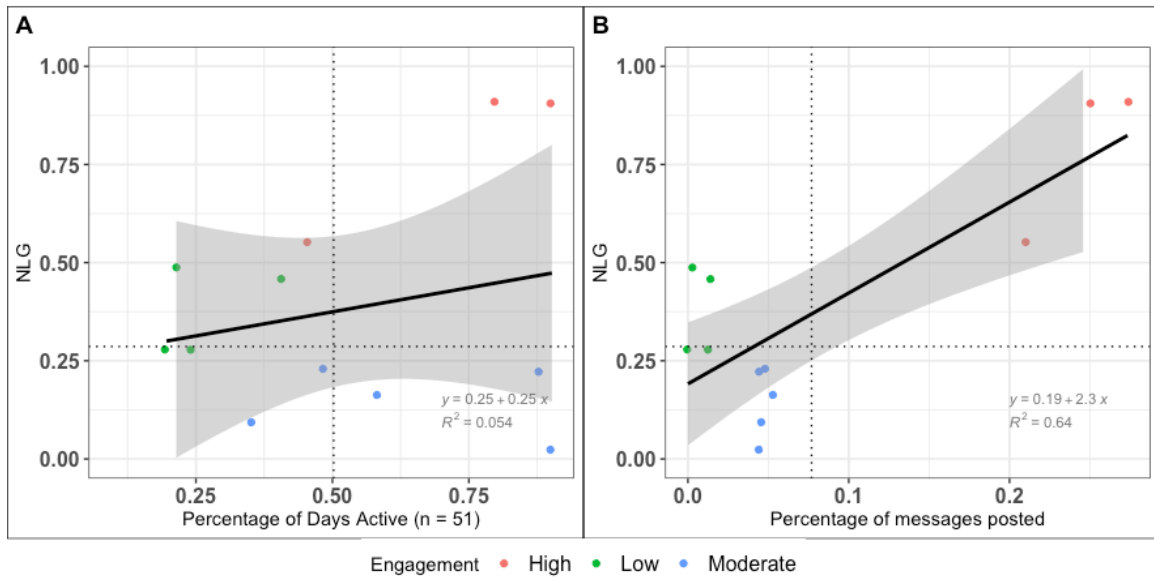 A
1.00
0.75
0.50
0.25
0.00
NLG
y = 0.25 + 0.25 x
R² = 0.054
0.25 0.50 0.75
Percentage of Days Active (n = 51)
B
1.00
0.75
0.50
0.25
0.00
NLG
y = 0.19 + 2.3 x
R² = 0.64
0.0 0.1 0.2
Percentage of messages posted
Engagement High Low Moderate